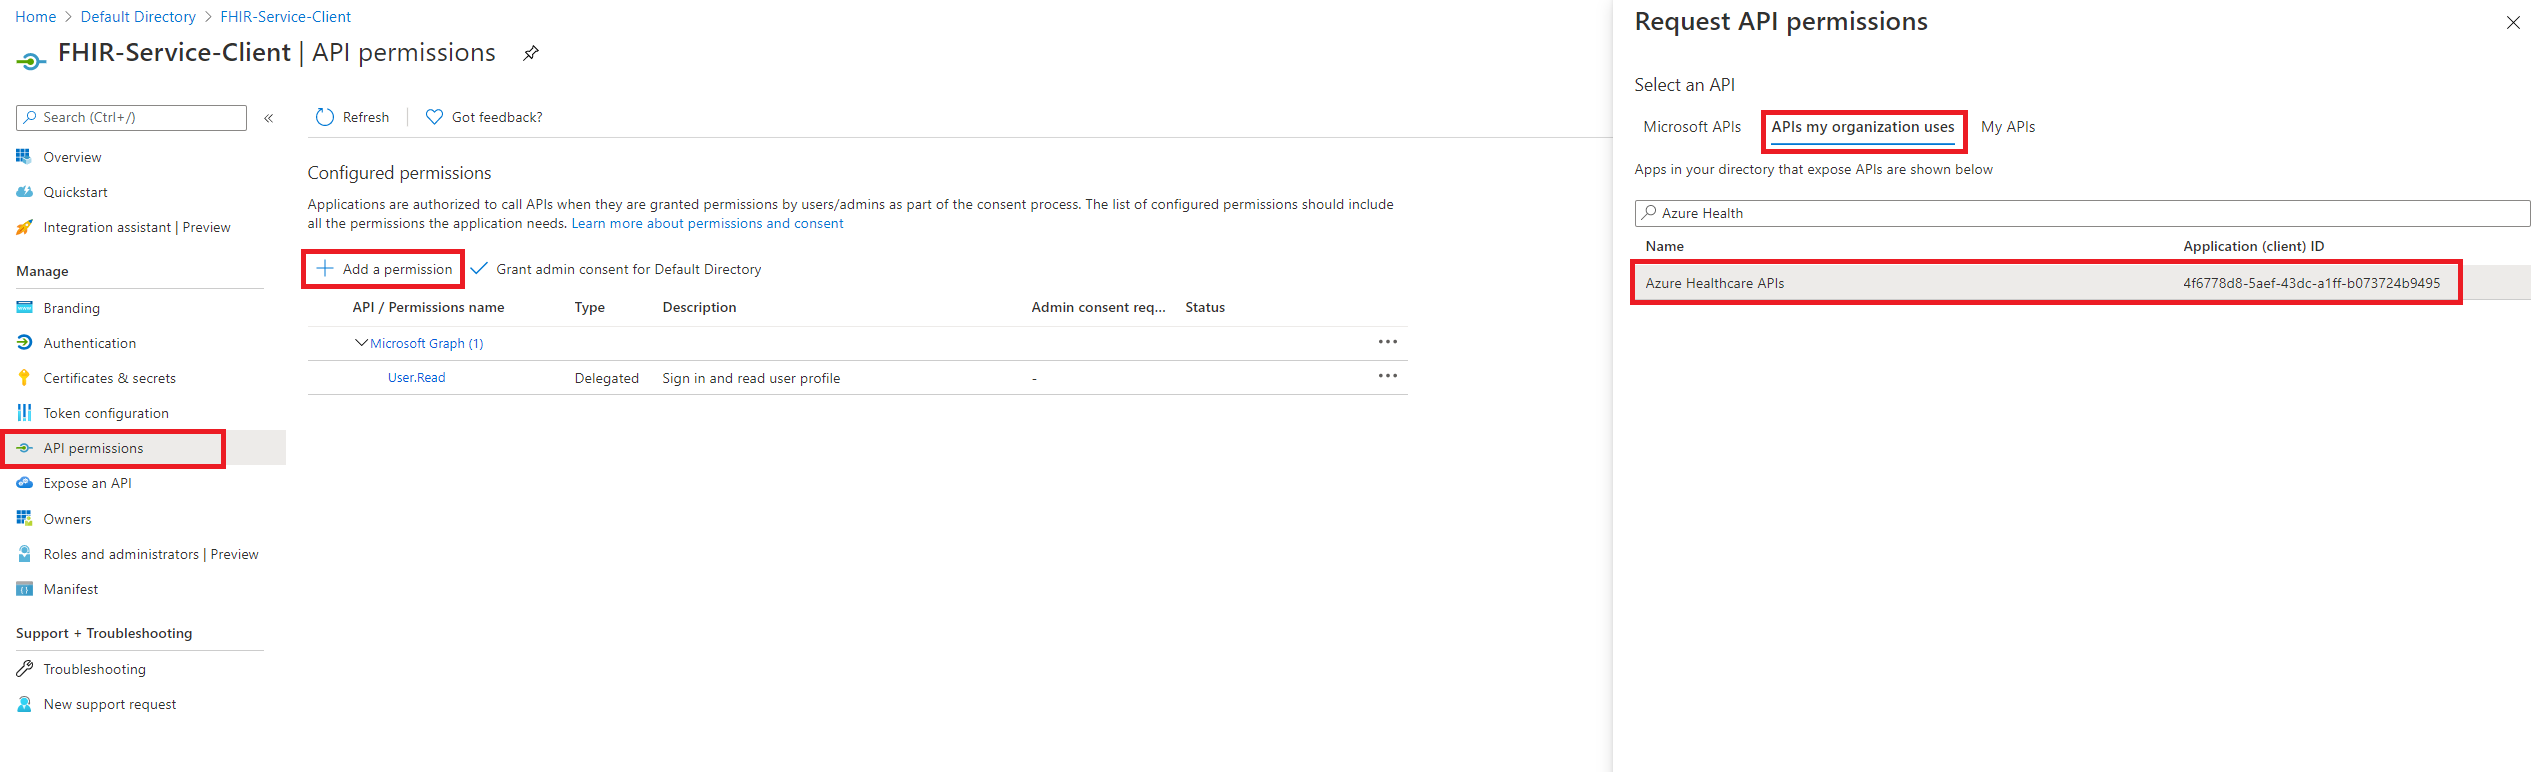 Home > Default Directory > FHIR-Service-Client
FHIR-Service-Client | API permissions
Search (Ctrl+/)
«
Overview
Quickstart
Integration assistant | Preview
Manage
Branding
Authentication
Certificates & secrets
Token configuration
API permissions
Expose an API
Owners
Roles and administrators | Preview
Manifest
Support + Troubleshooting
Troubleshooting
New support request
Refresh
Got feedback?
Configured permissions
Applications are authorized to call APIs when they are granted permissions by users/admins as part of the consent process. The list of configured permissions should include
all the permissions the application needs. Learn more about permissions and consent
Add a permission
Grant admin consent for Default Directory
API / Permissions name Type Description Admin consent req... Status
Microsoft Graph (1) •••
User.Read Delegated Sign in and read user profile - •••
Request API permissions
Select an API
Microsoft APIs APIs my organization uses My APIs
Apps in your directory that expose APIs are shown below
Azure Health
Name Application (client) ID
Azure Healthcare APIs 4f6778d8-5aef-43dc-a1ff-b073724b9495